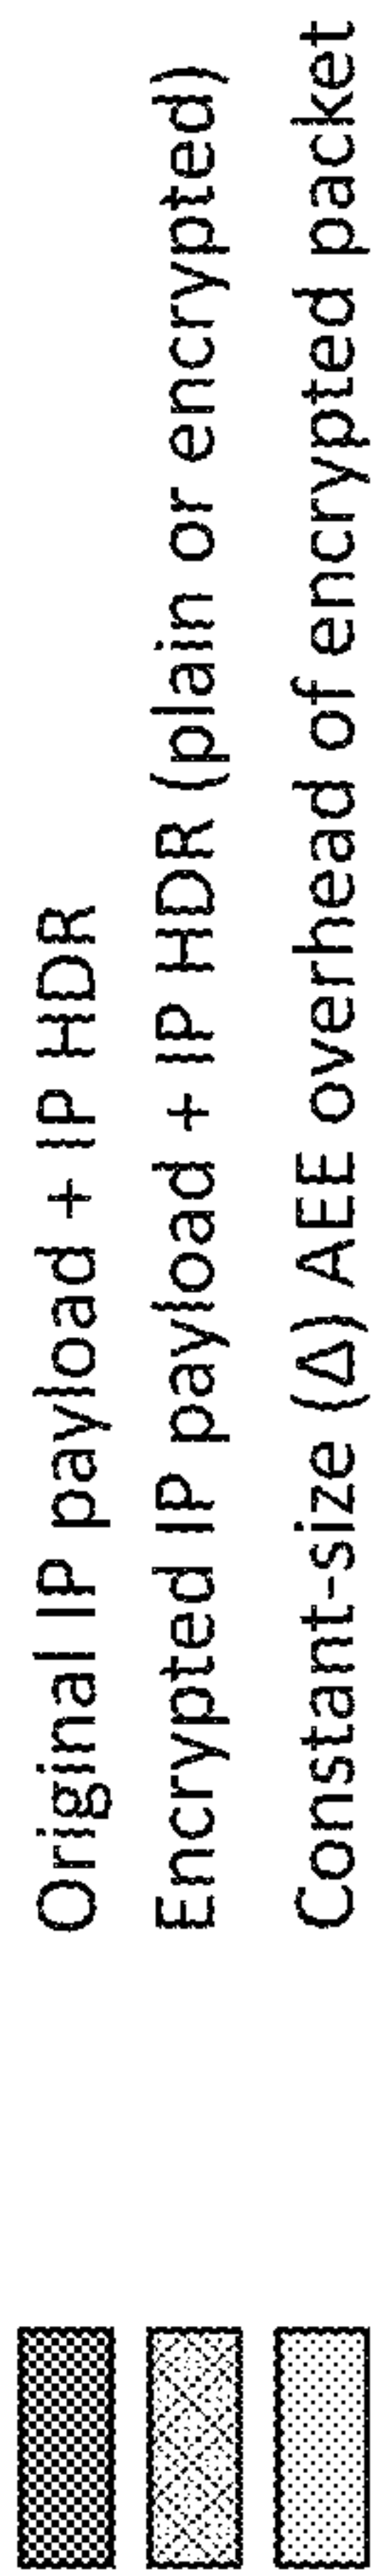 Original IP payload + IP HDR
Encrypted IP payload + IP HDR (plain or encrypted)
Constant-size (Δ) AEE overhead of encrypted packet